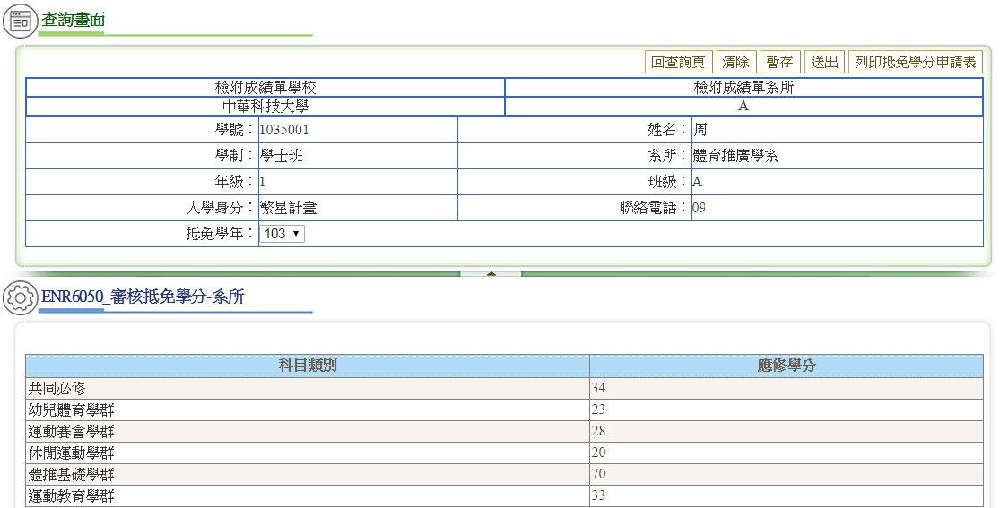 查詢畫面
回查詢頁 清除 暫存 送出 列印抵免學分申請表
檢附成績單學校 檢附成績單系所
中華科技大學 A
學號： 1035001 姓名： 周
學制： 學士班 系所： 體育推廣學系
年級： 1 班級： A
入學身分： 繁星計畫 聯絡電話： 09
抵免學年： 103
ENR6050_審核抵免學分-系所
科目類別 應修學分
共同必修 34
幼兒體育學群 23
運動賽會學群 28
休閒運動學群 20
體推基礎學群 70
運動教育學群 33